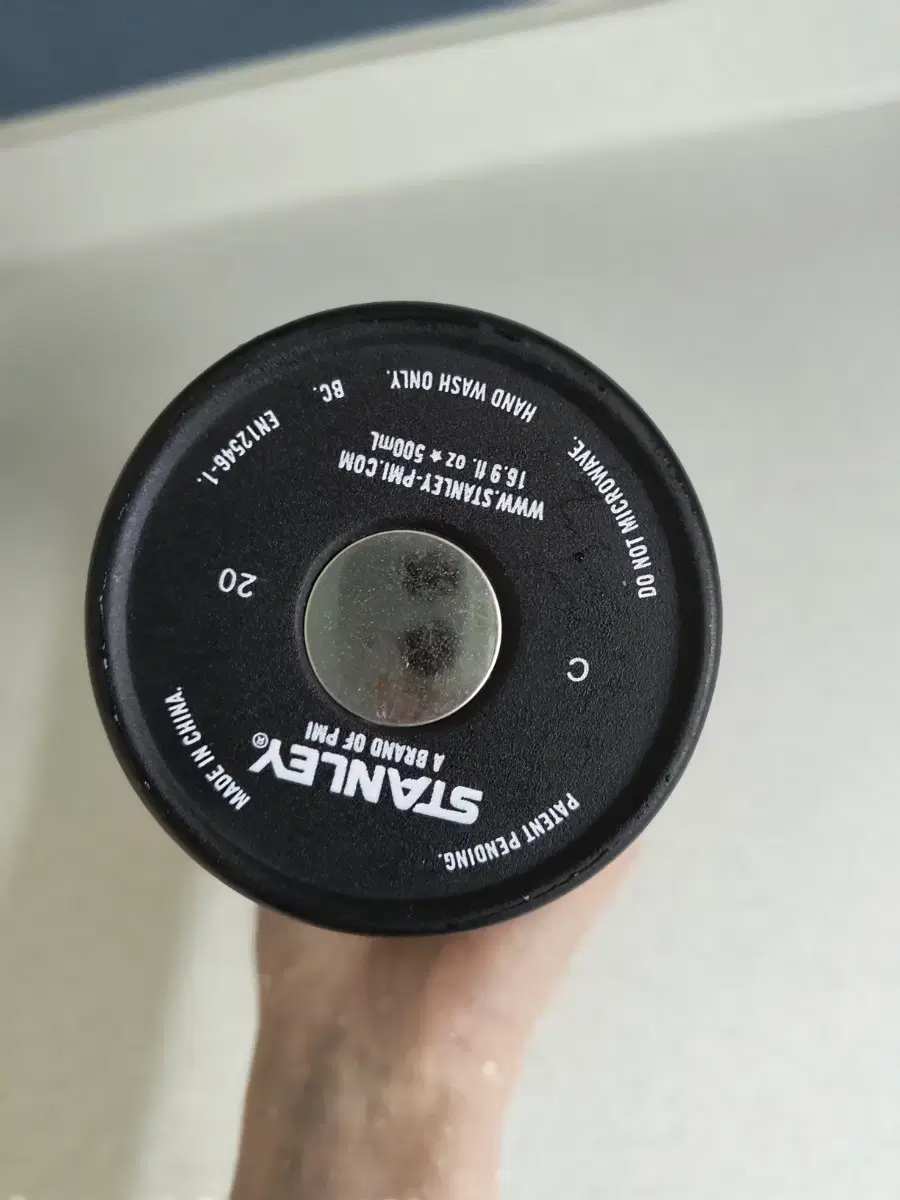 STANLEY®
A BRAND OF PMI
WWW.STANLEY-PMI.COM
16.9 fl. oz ★ 500mL
PATENT PENDING.
MADE IN CHINA.
20
EN12546-1.
BC.
HAND WASH ONLY.
DO NOT MICROWAVE.
C